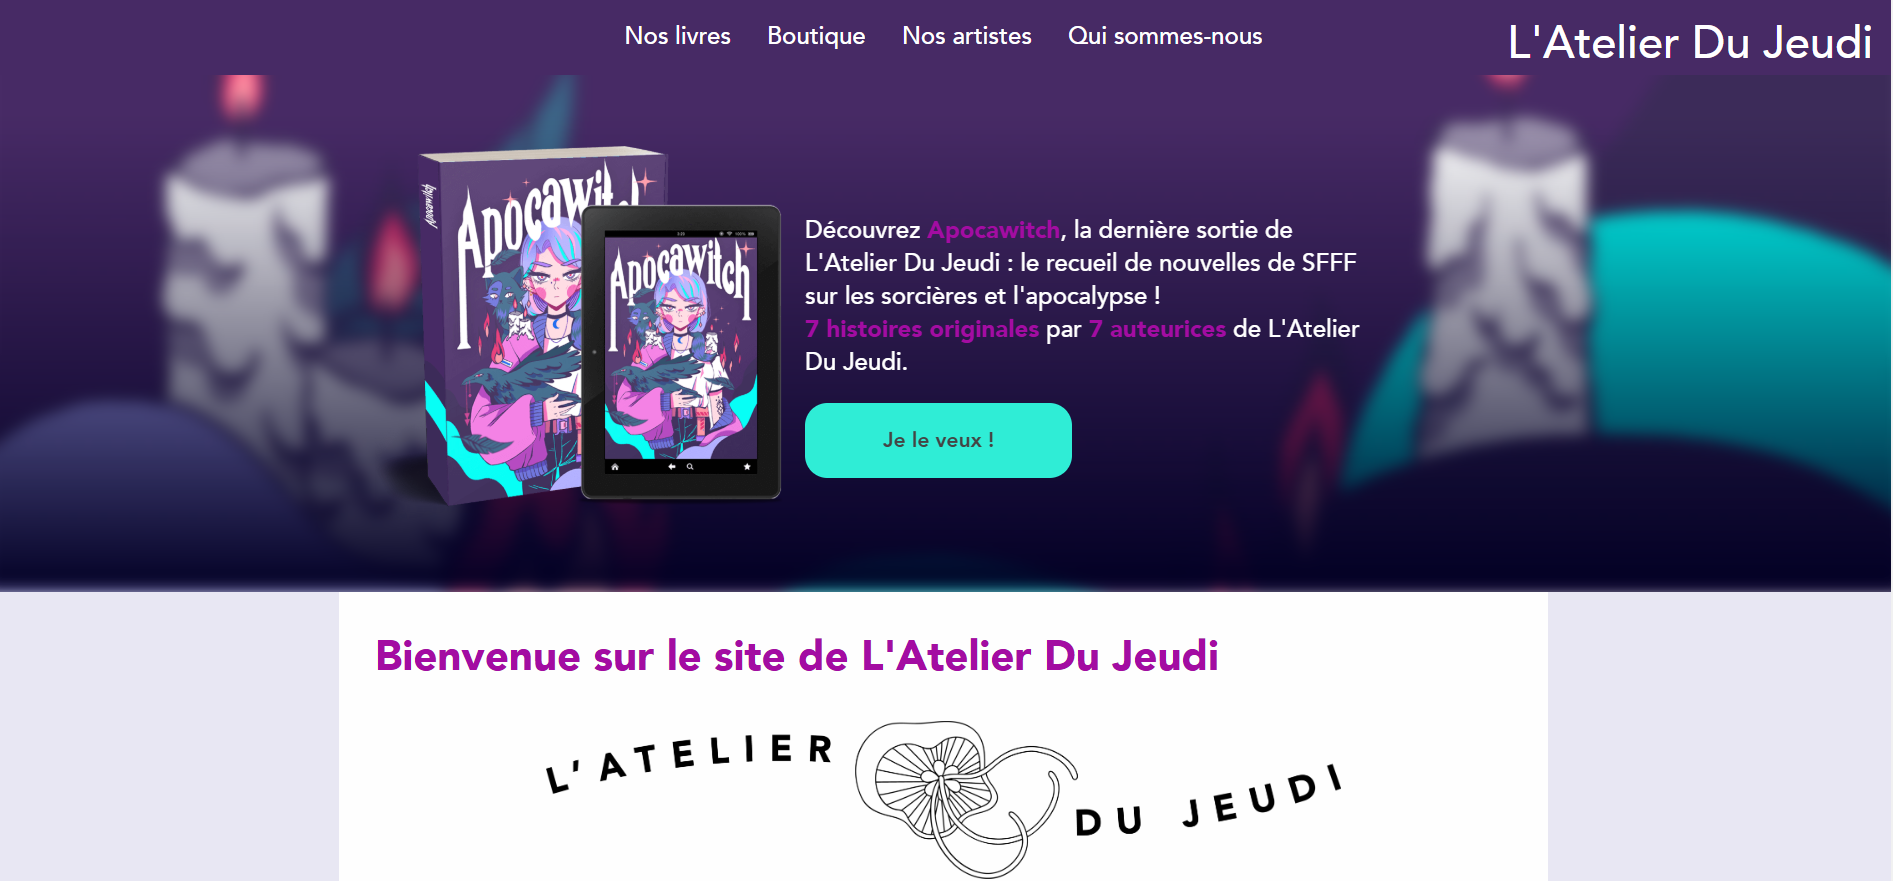 Nos livres Boutique Nos artistes Qui sommes-nous
L'Atelier Du Jeudi
Apocawitch
Apocawitch
Apocawitch
100%
Découvrez Apocawitch, la dernière sortie de
L'Atelier Du Jeudi : le recueil de nouvelles de SFFF
sur les sorcières et l'apocalypse !
7 histoires originales par 7 auteurices de L'Atelier
Du Jeudi.
Je le veux !
Bienvenue sur le site de L'Atelier Du Jeudi
L'ATELIER
DU JEUDI